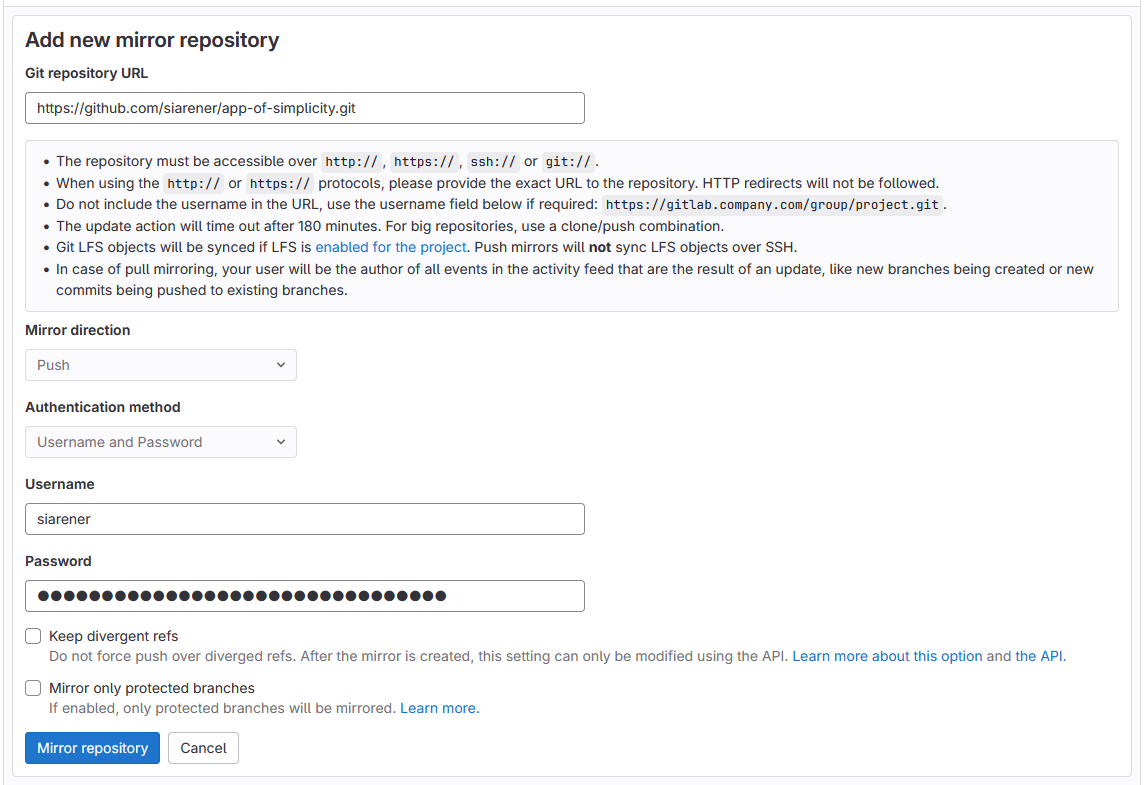 Add new mirror repository
Git repository URL
https://github.com/siarener/app-of-simplicity.git
The repository must be accessible over http://, https://, ssh:// or git://.
When using the http:// or https:// protocols, please provide the exact URL to the repository. HTTP redirects will not be followed.
Do not include the username in the URL, use the username field below if required: https://gitlab.company.com/group/project.git.
The update action will time out after 180 minutes. For big repositories, use a clone/push combination.
Git LFS objects will be synced if LFS is enabled for the project. Push mirrors will not sync LFS objects over SSH.
In case of pull mirroring, your user will be the author of all events in the activity feed that are the result of an update, like new branches being created or new
commits being pushed to existing branches.
Mirror direction
Push
Authentication method
Username and Password
Username
siarener
Password
Keep divergent refs
Do not force push over diverged refs. After the mirror is created, this setting can only be modified using the API. Learn more about this option and the API.
Mirror only protected branches
If enabled, only protected branches will be mirrored. Learn more.
Mirror repository Cancel